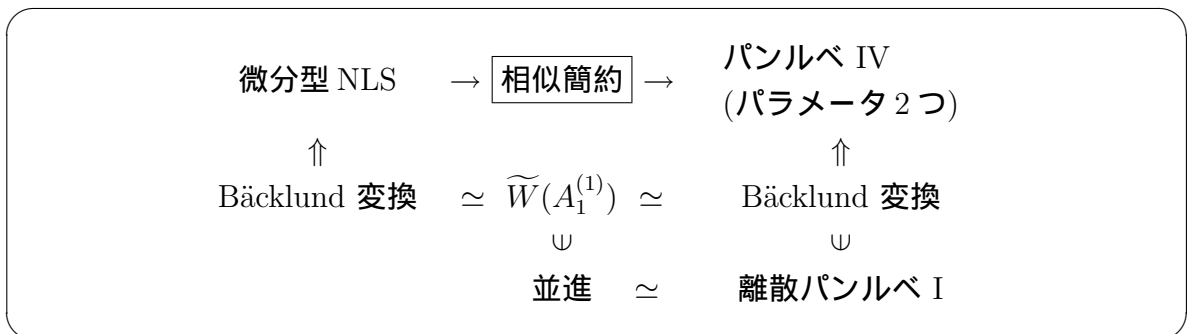 微分型 NLS → 相似簡約 → パンルベ IV
(パラメータ 2 つ)
⇑ ⇑
Bäcklund 変換 ≃ W̃(A₁⁽¹⁾) ≃ Bäcklund 変換
∪ ∪
並進 ≃ 離散パンルベ I